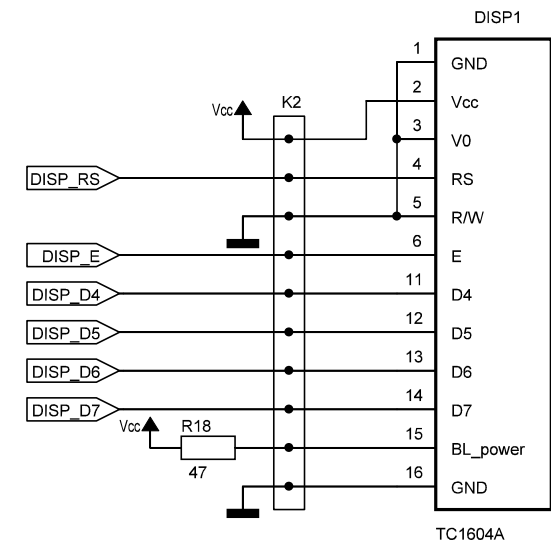 DISP1
1 GND
K2
2 Vcc
Vcc
3 V0
DISP_RS
4 RS
5 R/W
DISP_E
6 E
DISP_D4
11 D4
DISP_D5
12 D5
DISP_D6
13 D6
DISP_D7
14 D7
Vcc
R18
15 BL_power
47
16 GND
TC1604A